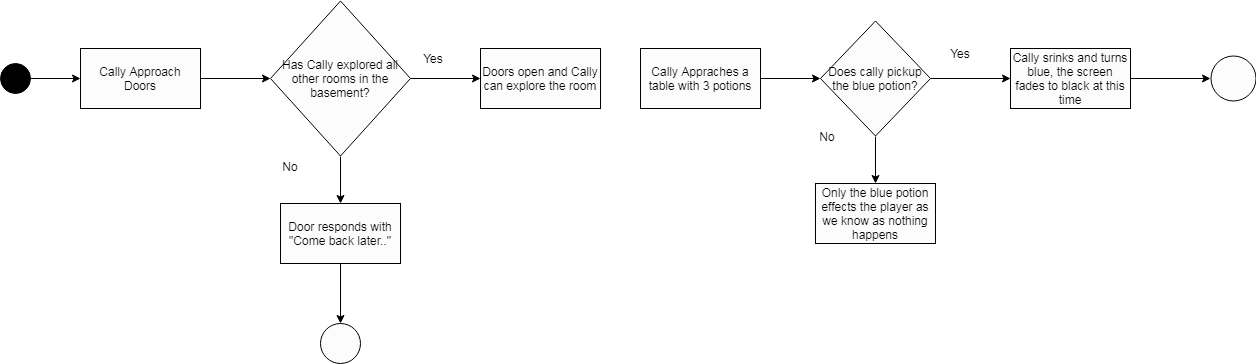 Cally Approach
Doors
Has Cally explored all
other rooms in the
basement?
Yes
Doors open and Cally
can explore the room
No
Door responds with
"Come back later.."
Cally Appraches a
table with 3 potions
Does cally pickup
the blue potion?
Yes
Cally srinks and turns
blue, the screen
fades to black at this
time
No
Only the blue potion
effects the player as
we know as nothing
happens